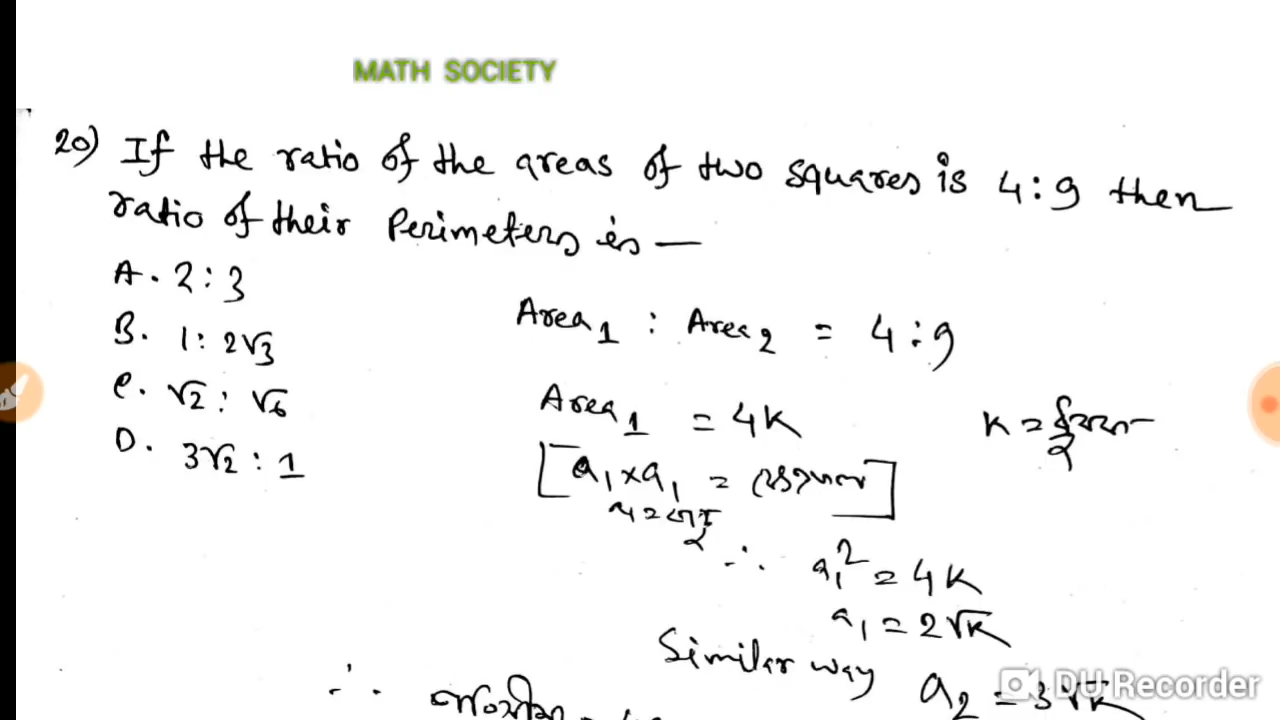 MATH SOCIETY
20) If the ratio of the areas of two squares is 4:9 then
ratio of their Perimeters is —
A. 2:3
B. 1: 2√3
C. √2: √6
D. 3√2 : 1
Area₁ : Area₂ = 4:9
Area₁ = 4K
K =
[a₁×a₁ = ]
∴ a₁² = 4K
a₁ = 2√K
Similar way a₂ = 3√K
∴
DU Recorder